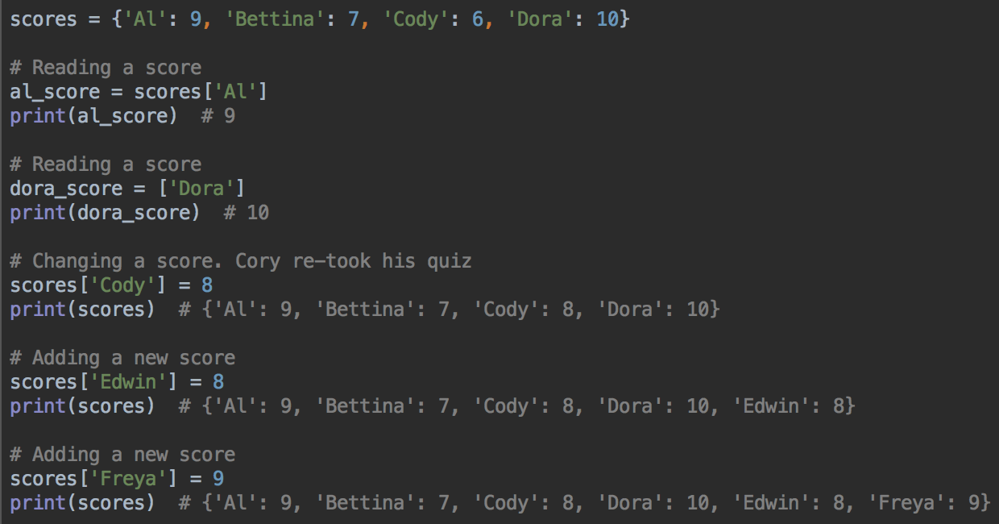 scores = {'Al': 9, 'Bettina': 7, 'Cody': 6, 'Dora': 10}
# Reading a score
al_score = scores['Al']
print(al_score)  # 9
# Reading a score
dora_score = ['Dora']
print(dora_score)  # 10
# Changing a score. Cory re-took his quiz
scores['Cody'] = 8
print(scores)  # {'Al': 9, 'Bettina': 7, 'Cody': 8, 'Dora': 10}
# Adding a new score
scores['Edwin'] = 8
print(scores)  # {'Al': 9, 'Bettina': 7, 'Cody': 8, 'Dora': 10, 'Edwin': 8}
# Adding a new score
scores['Freya'] = 9
print(scores)  # {'Al': 9, 'Bettina': 7, 'Cody': 8, 'Dora': 10, 'Edwin': 8, 'Freya': 9}